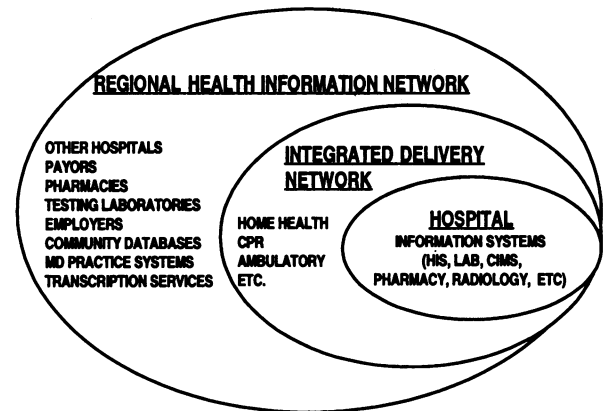 REGIONAL HEALTH INFORMATION NETWORK
OTHER HOSPITALS
PAYORS
PHARMACIES
TESTING LABORATORIES
EMPLOYERS
COMMUNITY DATABASES
MD PRACTICE SYSTEMS
TRANSCRIPTION SERVICES
INTEGRATED DELIVERY
NETWORK
HOME HEALTH
CPR
AMBULATORY
ETC.
HOSPITAL
INFORMATION SYSTEMS
(HIS, LAB, CIMS,
PHARMACY, RADIOLOGY, ETC)